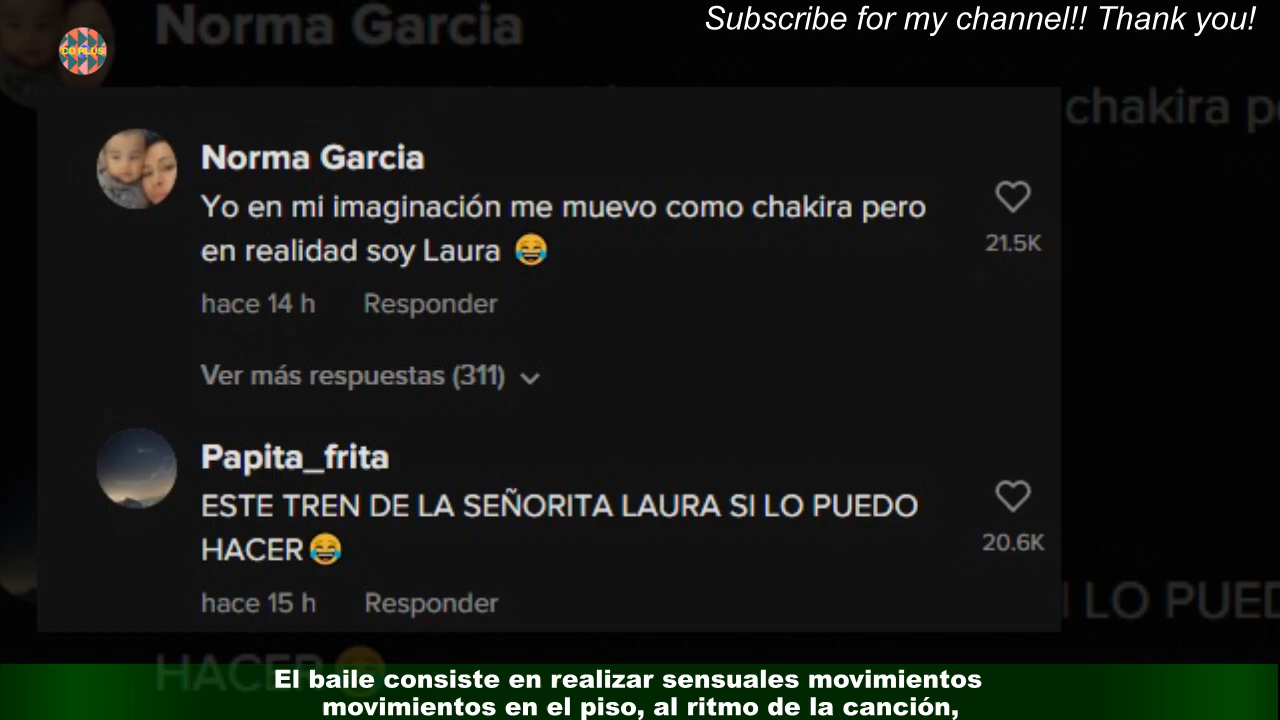 Norma Garcia
Subscribe for my channel!! Thank you!
CO PLUS
chakira p
Norma Garcia
Yo en mi imaginación me muevo como chakira pero
en realidad soy Laura 😂
21.5K
hace 14 h Responder
Ver más respuestas (311)
Papita_frita
ESTE TREN DE LA SEÑORITA LAURA SI LO PUEDO
HACER😂
20.6K
hace 15 h Responder
I LO PUED
HACER😂
El baile consiste en realizar sensuales movimientos
movimientos en el piso, al ritmo de la canción,